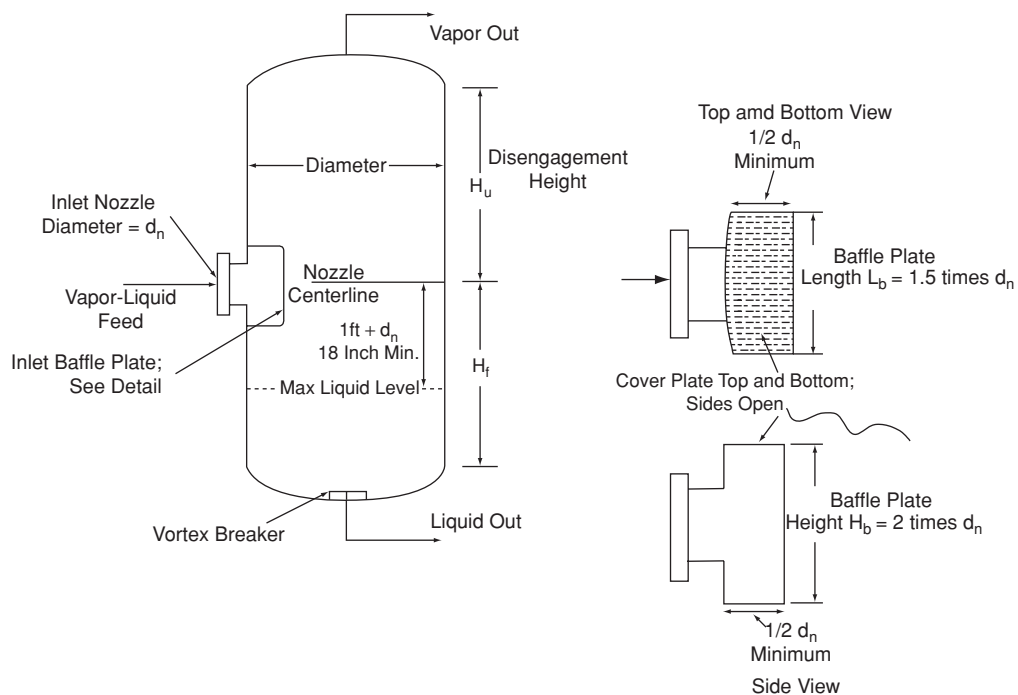 Vapor Out
Diameter
Disengagement
Height
H_u
Inlet Nozzle
Diameter = d_n
Vapor-Liquid
Feed
Nozzle
Centerline
1ft + d_n
18 Inch Min.
H_f
Inlet Baffle Plate;
See Detail
Max Liquid Level
Vortex Breaker
Liquid Out
Top amd Bottom View
1/2 d_n
Minimum
Baffle Plate
Length L_b = 1.5 times d_n
Cover Plate Top and Bottom;
Sides Open
Baffle Plate
Height H_b = 2 times d_n
1/2 d_n
Minimum
Side View